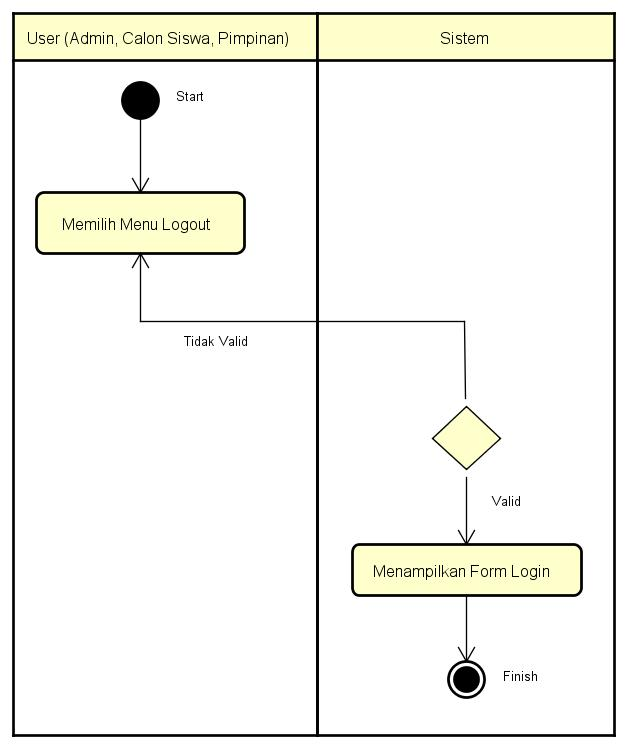 User (Admin, Calon Siswa, Pimpinan)
Sistem
Start
Memilih Menu Logout
Tidak Valid
Valid
Menampilkan Form Login
Finish